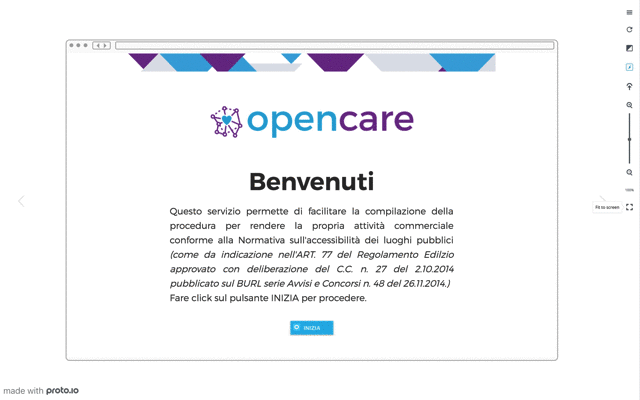 opencare
Benvenuti
Questo servizio permette di facilitare la compilazione della
procedura per rendere la propria attività commerciale
conforme alla Normativa sull'accessibilità dei luoghi pubblici
(come da indicazione nell'ART. 77 del Regolamento Edilzio
approvato con deliberazione del C.C. n. 27 del 2.10.2014
pubblicato sul BURL serie Avvisi e Concorsi n. 48 del 26.11.2014.)
Fare click sul pulsante INIZIA per procedere.
INIZIA
100%
Fit to screen
made with proto.io